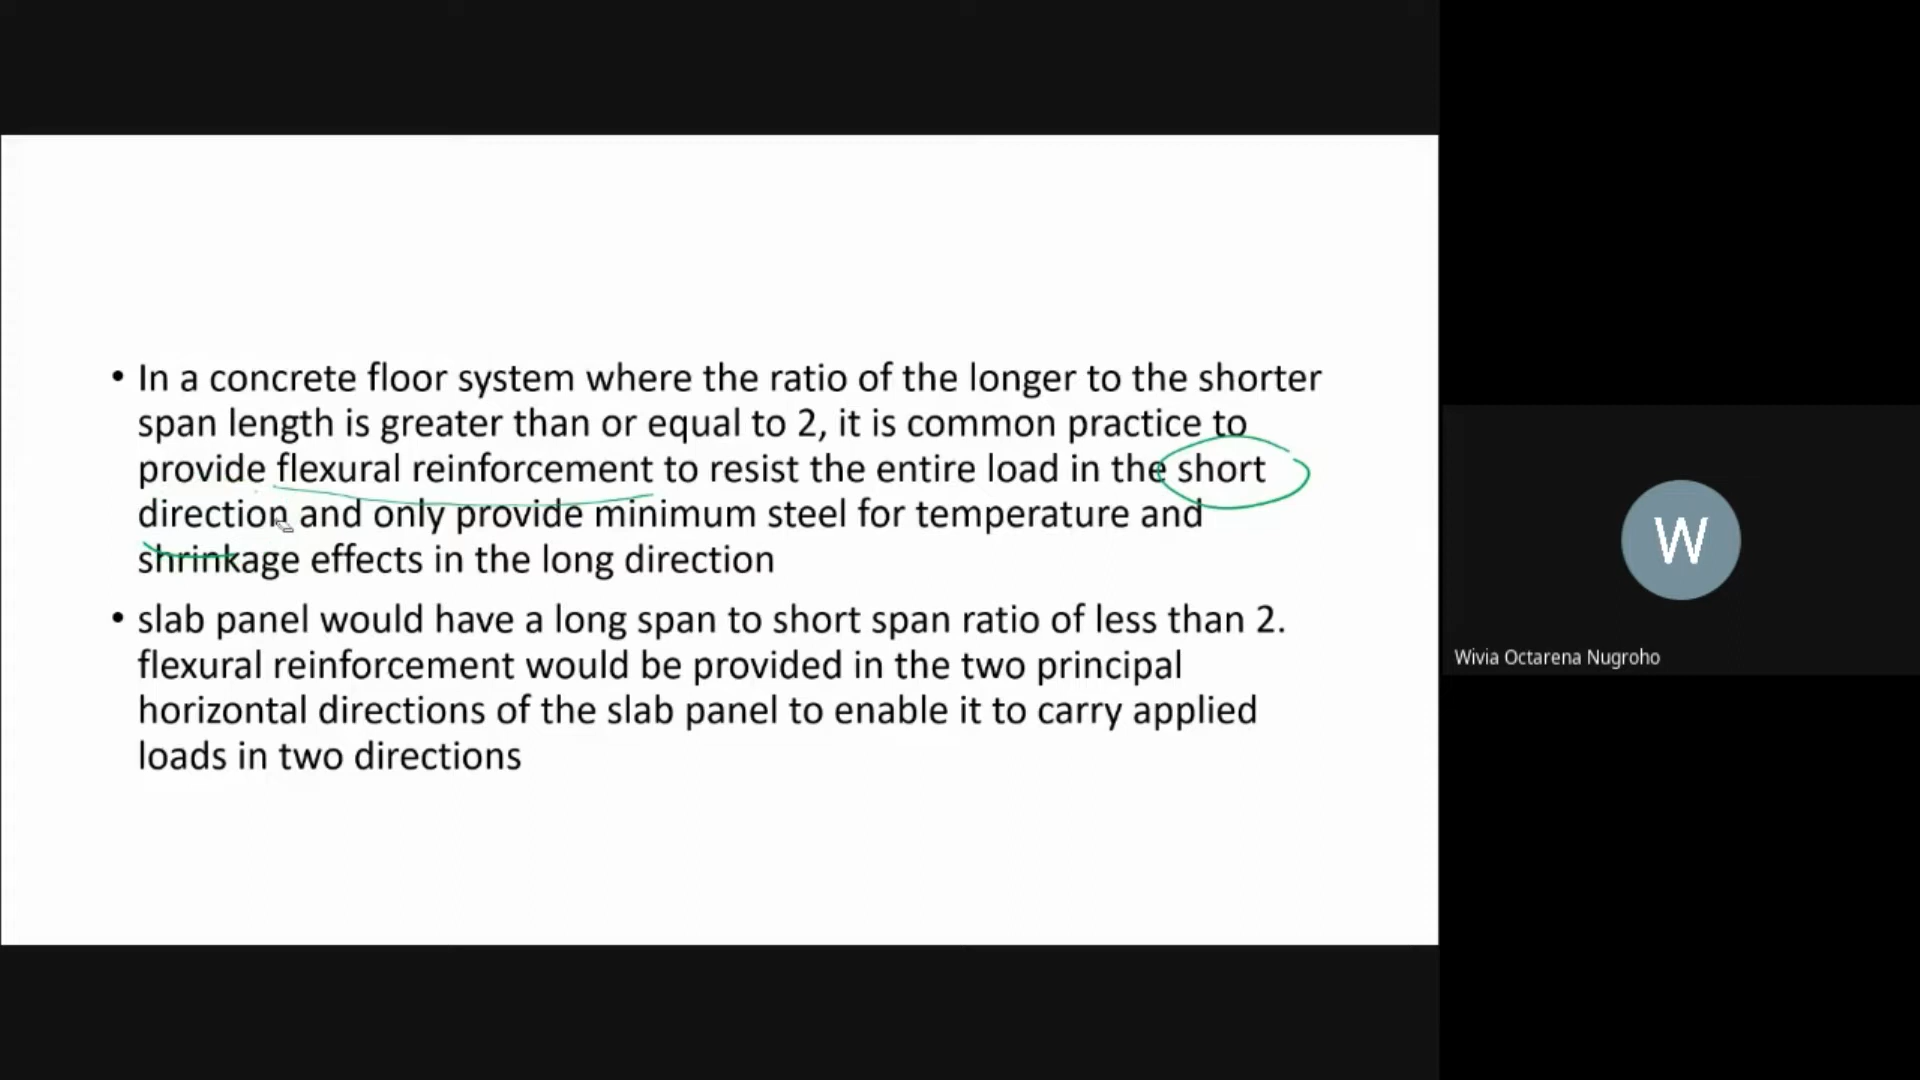 • In a concrete floor system where the ratio of the longer to the shorter
span length is greater than or equal to 2, it is common practice to
provide flexural reinforcement to resist the entire load in the short
direction and only provide minimum steel for temperature and
shrinkage effects in the long direction
• slab panel would have a long span to short span ratio of less than 2.
flexural reinforcement would be provided in the two principal
horizontal directions of the slab panel to enable it to carry applied
loads in two directions
W
Wivia Octarena Nugroho